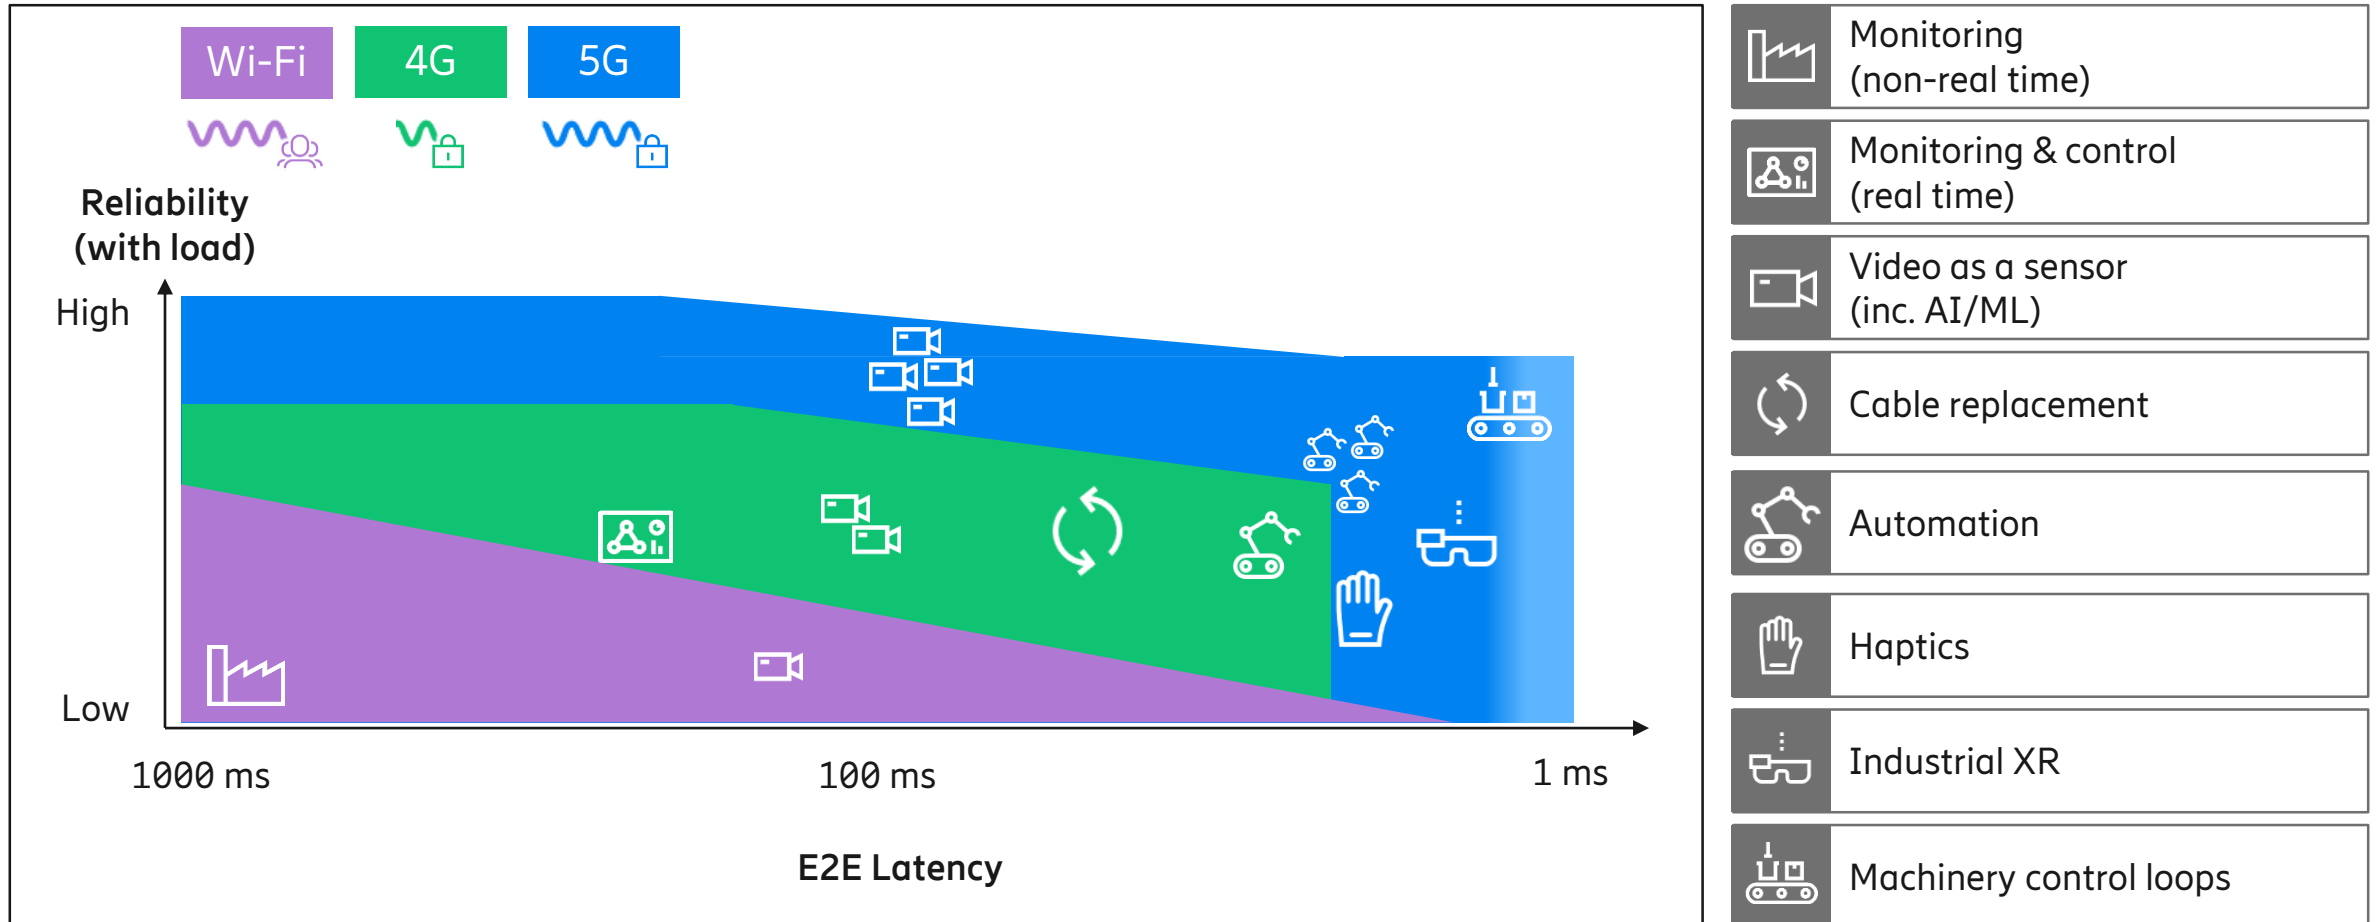 Wi-Fi
4G
5G
Reliability
(with load)
High
Low
1000 ms
100 ms
1 ms
E2E Latency
Monitoring
(non-real time)
Monitoring & control
(real time)
Video as a sensor
(inc. AI/ML)
Cable replacement
Automation
Haptics
Industrial XR
Machinery control loops